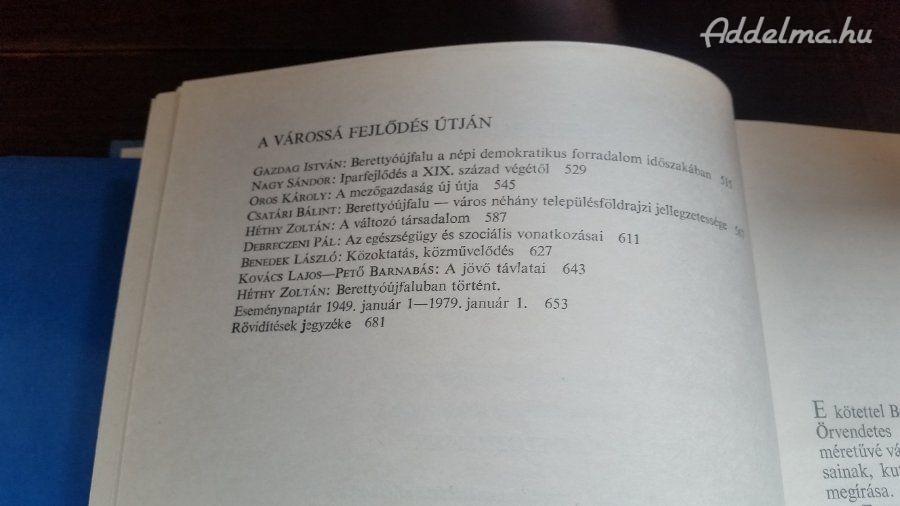 Addelma.hu
A VÁROSSÁ FEJLŐDÉS ÚTJÁN
GAZDAG ISTVÁN: Berettyóújfalu a népi demokratikus forradalom időszakában 515
NAGY SÁNDOR: Iparfejlődés a XIX. század végétől 529
OROS KÁROLY: A mezőgazdaság új útja 545
CSATÁRI BÁLINT: Berettyóújfalu — város néhány településföldrajzi jellegzetessége
HÉTHY ZOLTÁN: A változó társadalom 587
DEBRECZENI PÁL: Az egészségügy és szociális vonatkozásai 611
BENEDEK LÁSZLÓ: Közoktatás, közművelődés 627
KOVÁCS LAJOS—PETŐ BARNABÁS: A jövő távlatai 643
HÉTHY ZOLTÁN: Berettyóújfaluban történt.
Eseménynaptár 1949. január 1—1979. január 1. 653
Rövidítések jegyzéke 681
E kötettel B
Örvendetes
méretűvé vá
sainak, ku
megírása.